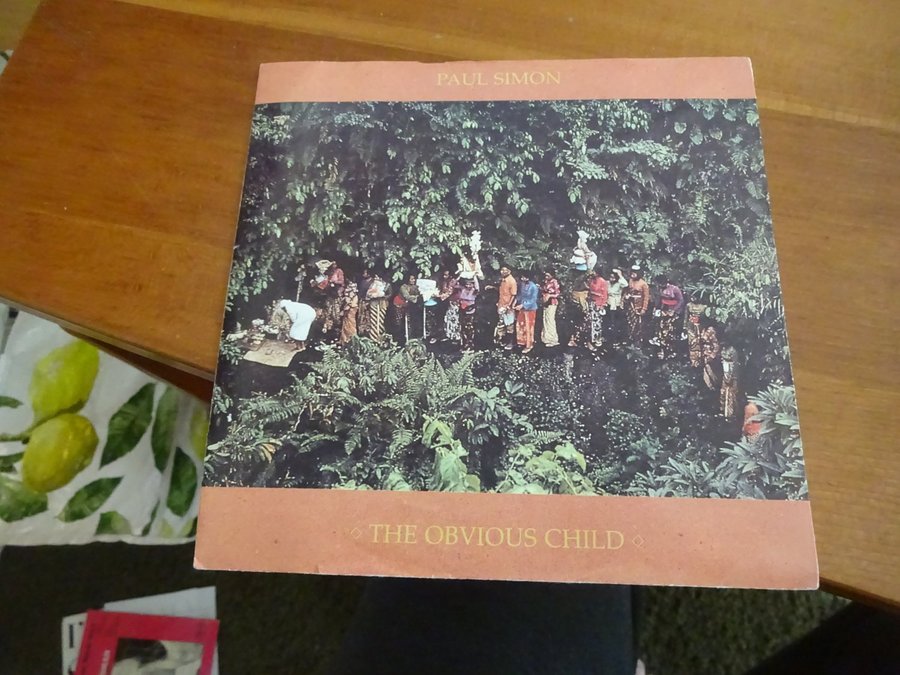 PAUL SIMON
◇ THE OBVIOUS CHILD ◇